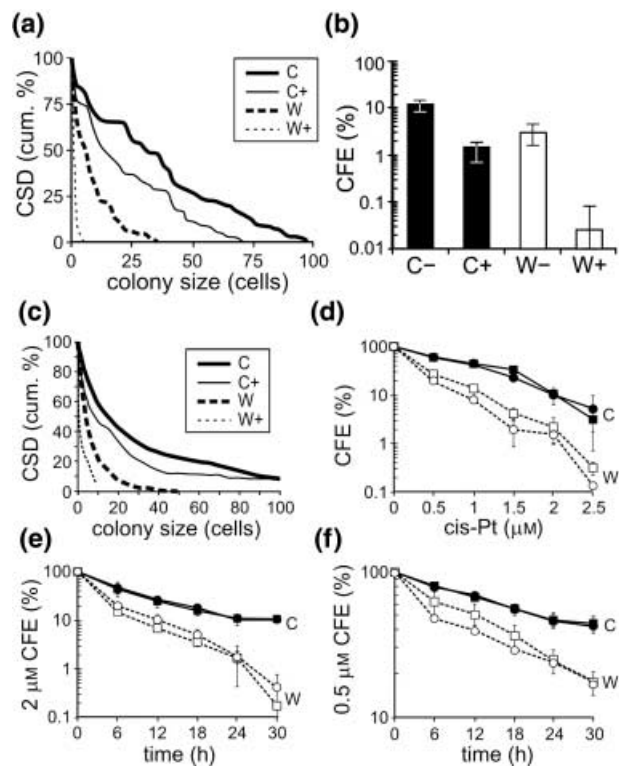 (a)
CSD (cum. %)
100
75
50
25
0
0 25 50 75 100
colony size (cells)
C
C+
W
W+
(b)
CFE (%)
100
10
1
0.1
0.01
C− C+ W− W+
(c)
CSD (cum. %)
100
80
60
40
20
0
0 20 40 60 80 100
colony size (cells)
C
C+
W
W+
(d)
CFE (%)
100
10
1
0.1
0 0.5 1 1.5 2 2.5
cis-Pt (μM)
C
W
(e)
2 μM CFE (%)
100
10
1
0.1
0 6 12 18 24 30
time (h)
C
W
(f)
0.5 μM CFE (%)
100
10
0 6 12 18 24 30
time (h)
C
W